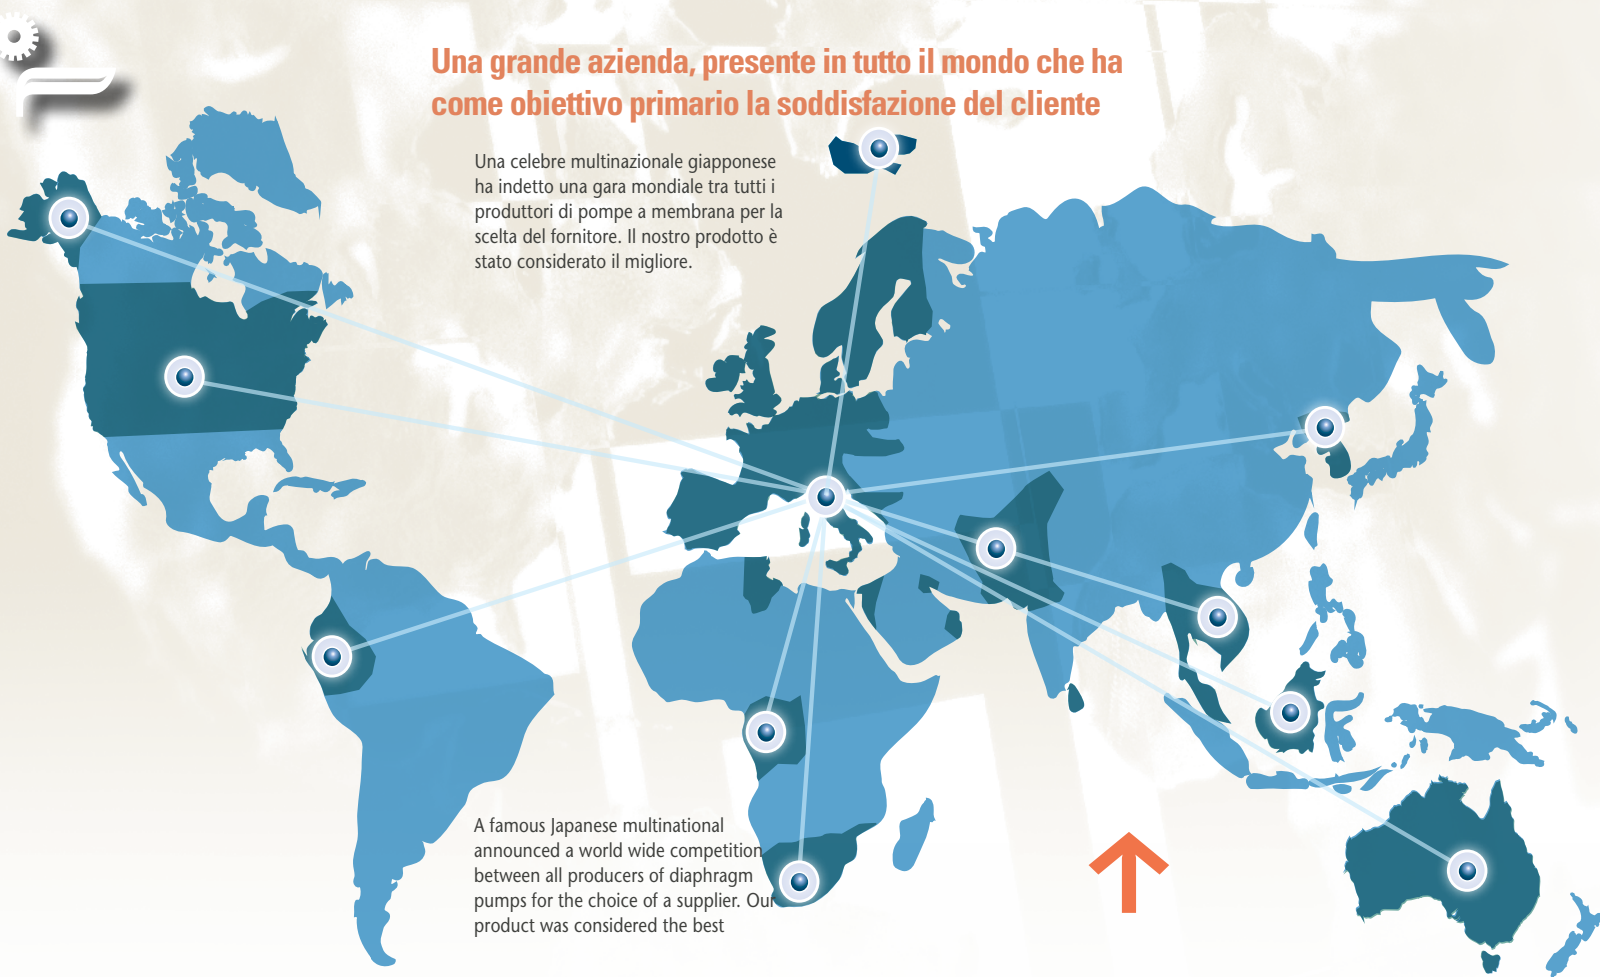 Una grande azienda, presente in tutto il mondo che ha
come obiettivo primario la soddisfazione del cliente
Una celebre multinazionale giapponese
ha indetto una gara mondiale tra tutti i
produttori di pompe a membrana per la
scelta del fornitore. Il nostro prodotto è
stato considerato il migliore.
A famous Japanese multinational
announced a world wide competition
between all producers of diaphragm
pumps for the choice of a supplier. Our
product was considered the best